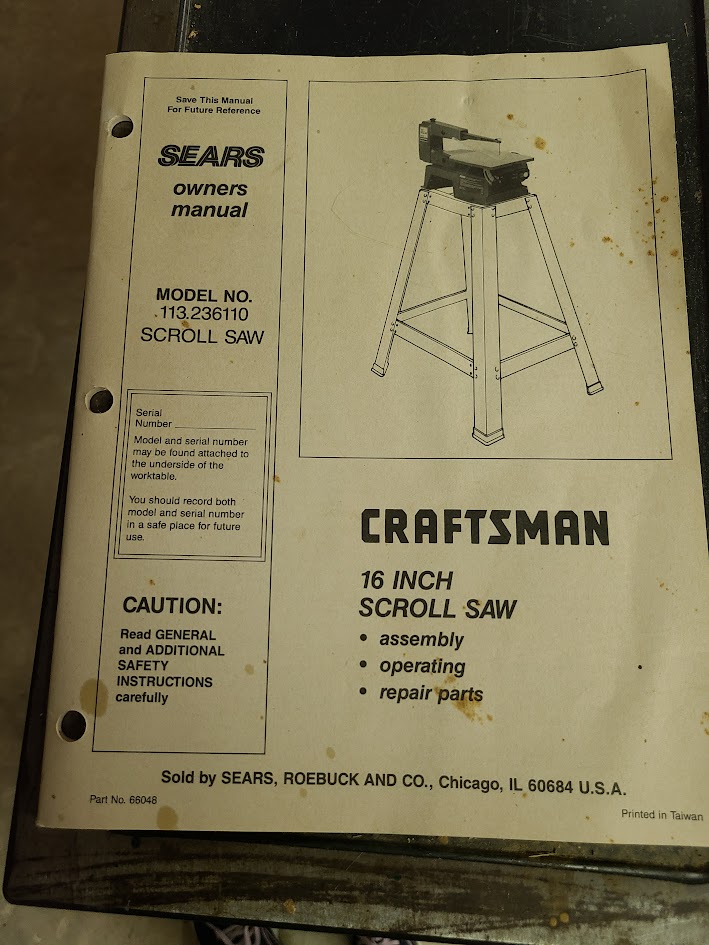 Save This Manual
For Future Reference
SEARS
owners
manual
MODEL NO.
113.236110
SCROLL SAW
Serial
Number
Model and serial number
may be found attached to
the underside of the
worktable.
You should record both
model and serial number
in a safe place for future
use.
CAUTION:
Read GENERAL
and ADDITIONAL
SAFETY
INSTRUCTIONS
carefully
CRAFTSMAN
16 INCH
SCROLL SAW
• assembly
• operating
• repair parts
Sold by SEARS, ROEBUCK AND CO., Chicago, IL 60684 U.S.A.
Part No. 66048
Printed in Taiwan